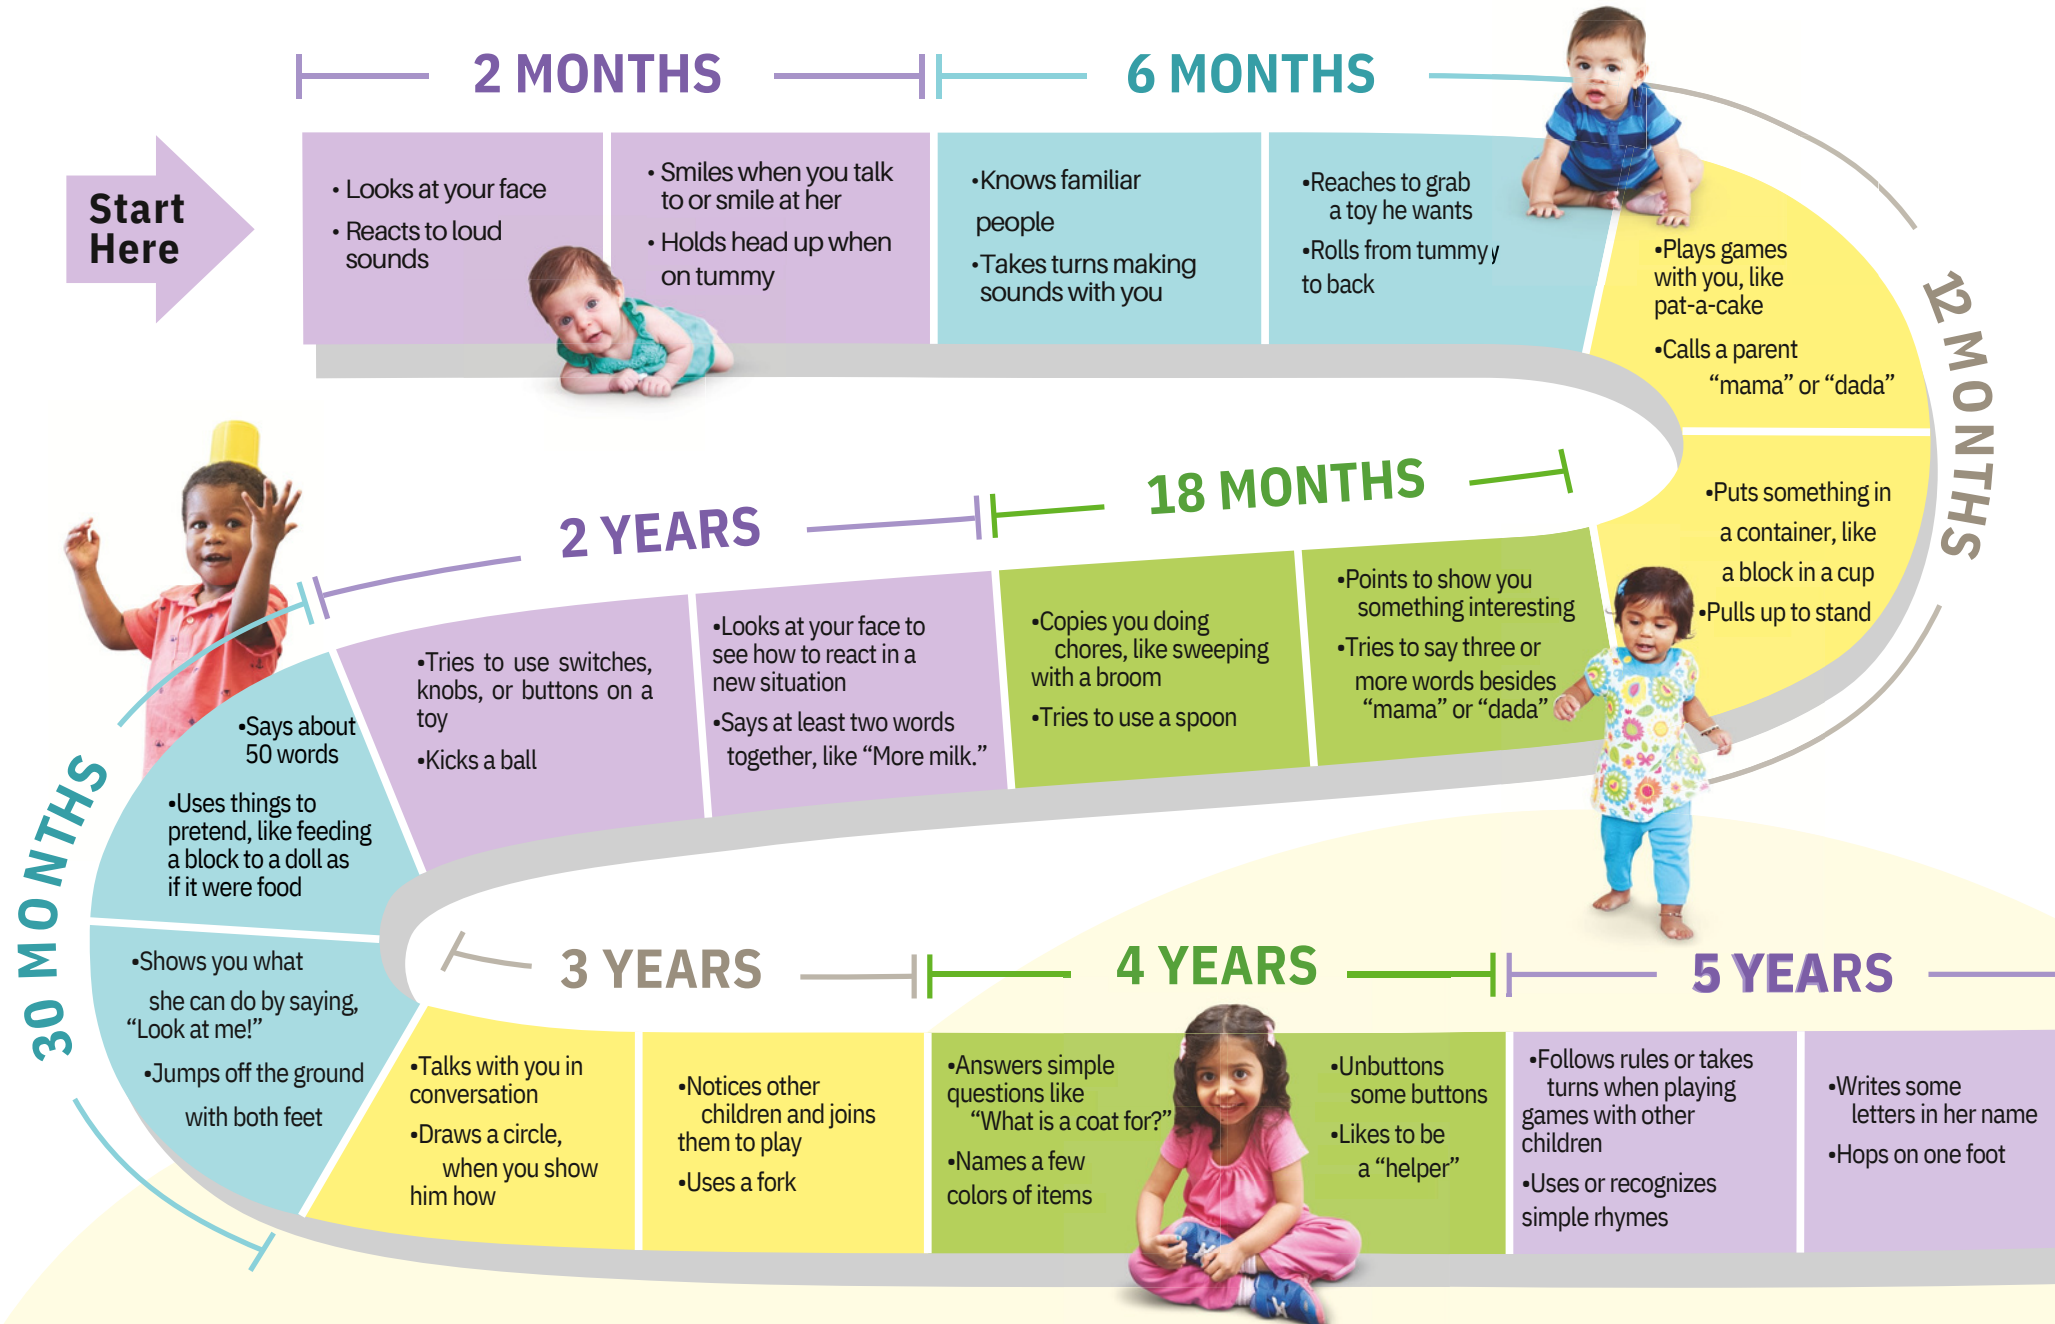 Start
Here
2 MONTHS
• Looks at your face
• Reacts to loud
sounds
• Smiles when you talk
to or smile at her
• Holds head up when
on tummy
6 MONTHS
•Knows familiar
people
•Takes turns making
sounds with you
•Reaches to grab
a toy he wants
•Rolls from tummy y
to back
12 MONTHS
•Plays games
with you, like
pat-a-cake
•Calls a parent
“mama” or “dada”
•Puts something in
a container, like
a block in a cup
•Pulls up to stand
18 MONTHS
•Points to show you
something interesting
•Tries to say three or
more words besides
“mama” or “dada”
•Copies you doing
chores, like sweeping
with a broom
•Tries to use a spoon
2 YEARS
•Looks at your face to
see how to react in a
new situation
•Says at least two words
together, like “More milk.”
•Tries to use switches,
knobs, or buttons on a
toy
•Kicks a ball
30 MONTHS
•Says about
50 words
•Uses things to
pretend, like feeding
a block to a doll as
if it were food
•Shows you what
she can do by saying,
“Look at me!”
•Jumps off the ground
with both feet
3 YEARS
•Talks with you in
conversation
•Draws a circle,
when you show
him how
•Notices other
children and joins
them to play
•Uses a fork
4 YEARS
•Answers simple
questions like
“What is a coat for?”
•Names a few
colors of items
•Unbuttons
some buttons
•Likes to be
a “helper”
5 YEARS
•Follows rules or takes
turns when playing
games with other
children
•Uses or recognizes
simple rhymes
•Writes some
letters in her name
•Hops on one foot